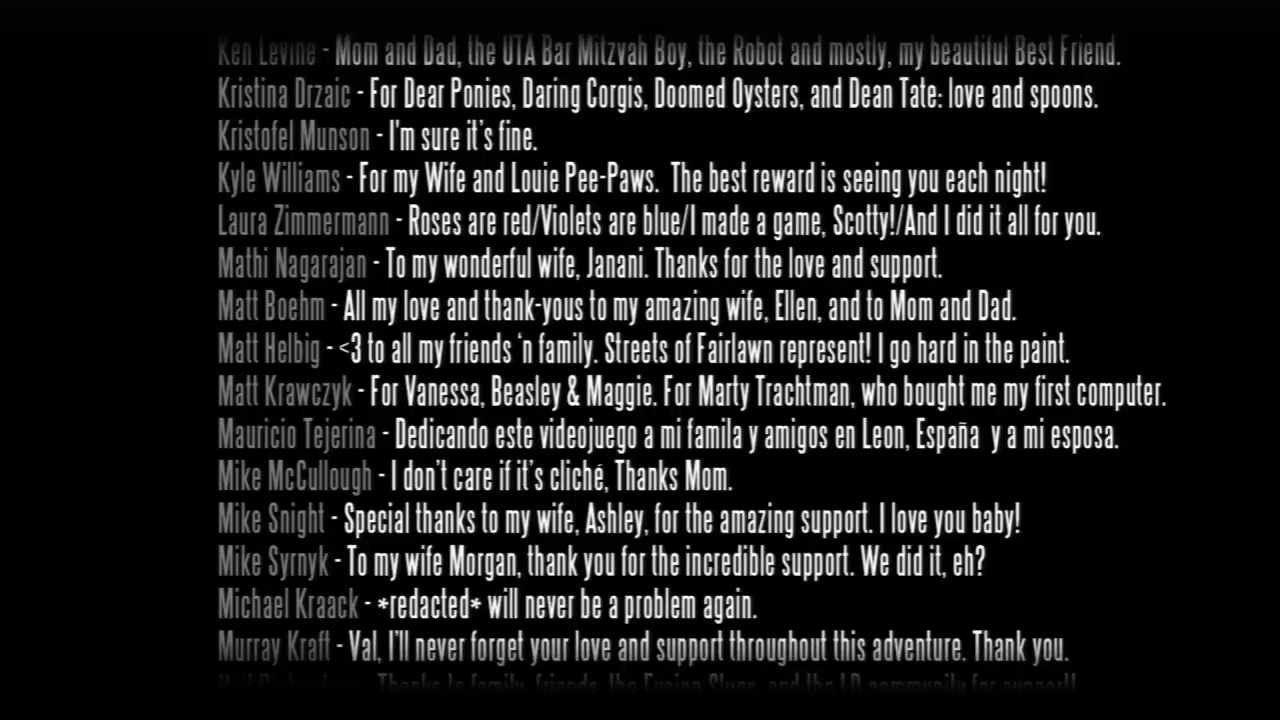 Ken Levine - Mom and Dad, the UTA Bar Mitzvah Boy, the Robot and mostly, my beautiful Best Friend.
Kristina Drzaic - For Dear Ponies, Daring Corgis, Doomed Oysters, and Dean Tate: love and spoons.
Kristofel Munson - I'm sure it's fine.
Kyle Williams - For my Wife and Louie Pee-Paws.  The best reward is seeing you each night!
Laura Zimmermann - Roses are red/Violets are blue/I made a game, Scotty!/And I did it all for you.
Mathi Nagarajan - To my wonderful wife, Janani. Thanks for the love and support.
Matt Boehm - All my love and thank-yous to my amazing wife, Ellen, and to Mom and Dad.
Matt Helbig - <3 to all my friends 'n family. Streets of Fairlawn represent! I go hard in the paint.
Matt Krawczyk - For Vanessa, Beasley & Maggie. For Marty Trachtman, who bought me my first computer.
Mauricio Tejerina - Dedicando este videojuego a mi famila y amigos en Leon, España  y a mi esposa.
Mike McCullough - I don't care if it's cliché, Thanks Mom.
Mike Snight - Special thanks to my wife, Ashley, for the amazing support. I love you baby!
Mike Syrnyk - To my wife Morgan, thank you for the incredible support. We did it, eh?
Michael Kraack - *redacted* will never be a problem again.
Murray Kraft - Val, I'll never forget your love and support throughout this adventure. Thank you.
- Thanks to family, friends, the Fusion and the community for support!